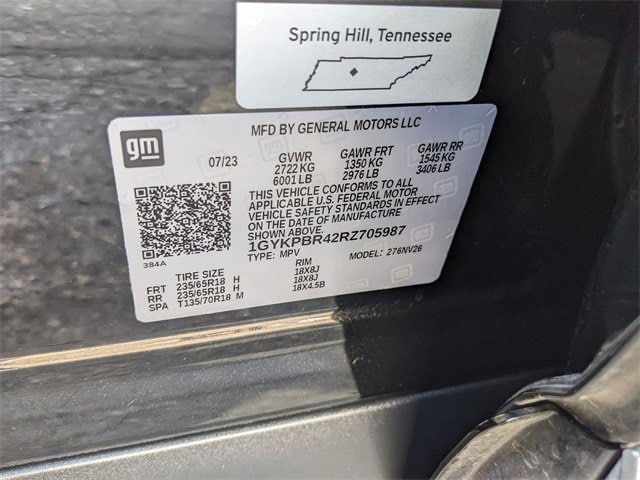 Spring Hill, Tennessee
gm
MFD BY GENERAL MOTORS LLC
07/23 GVWR GAWR FRT GAWR RR
2722 KG 1350 KG 1545 KG
6001 LB 2976 LB 3406 LB
THIS VEHICLE CONFORMS TO ALL
APPLICABLE U.S. FEDERAL MOTOR
VEHICLE SAFETY STANDARDS IN EFFECT
ON THE DATE OF MANUFACTURE
SHOWN ABOVE.
1GYKPBR42RZ705987
TYPE: MPV MODEL: 276NV26
384A
TIRE SIZE RIM
FRT 235/65R18 H 18X8J
RR 235/65R18 H 18X8J
SPA T135/70R18 M 18X4.5B